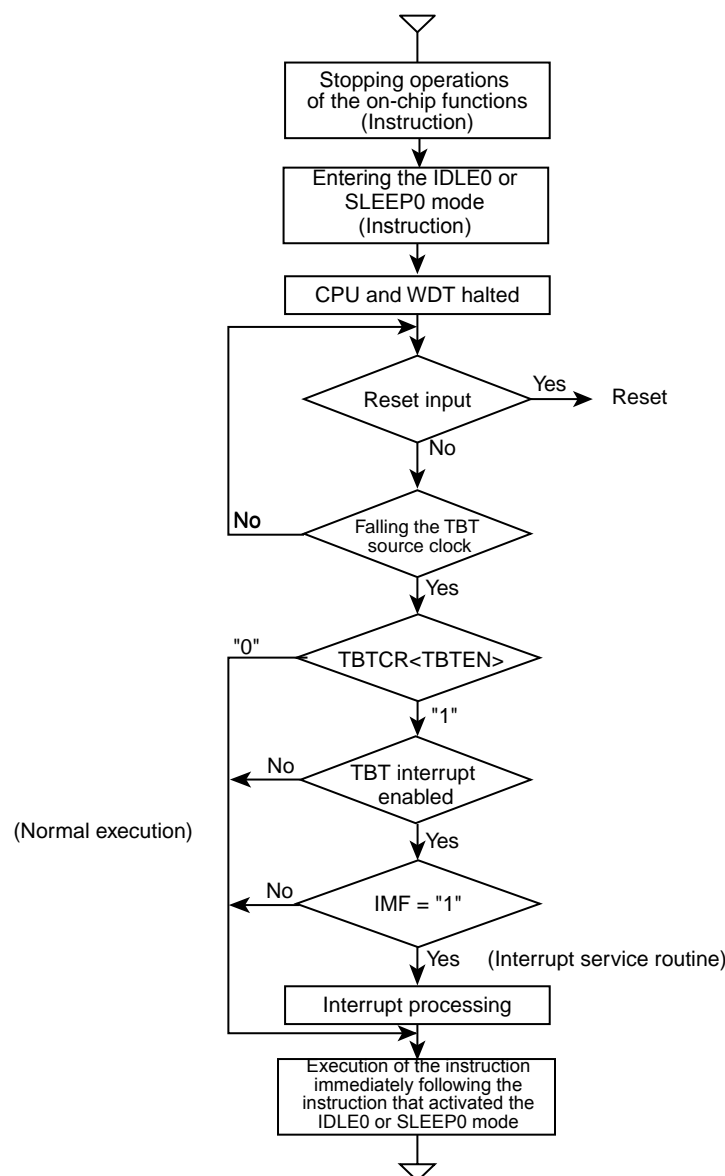 Stopping operations
of the on-chip functions
(Instruction)
Entering the IDLE0 or
SLEEP0 mode
(Instruction)
CPU and WDT halted
Reset input
Yes
Reset
No
No
Falling the TBT
source clock
Yes
"0"
TBTCR<TBTEN>
"1"
No
TBT interrupt
enabled
(Normal execution)
Yes
No
IMF = "1"
Yes
(Interrupt service routine)
Interrupt processing
Execution of the instruction
immediately following the
instruction that activated the
IDLE0 or SLEEP0 mode